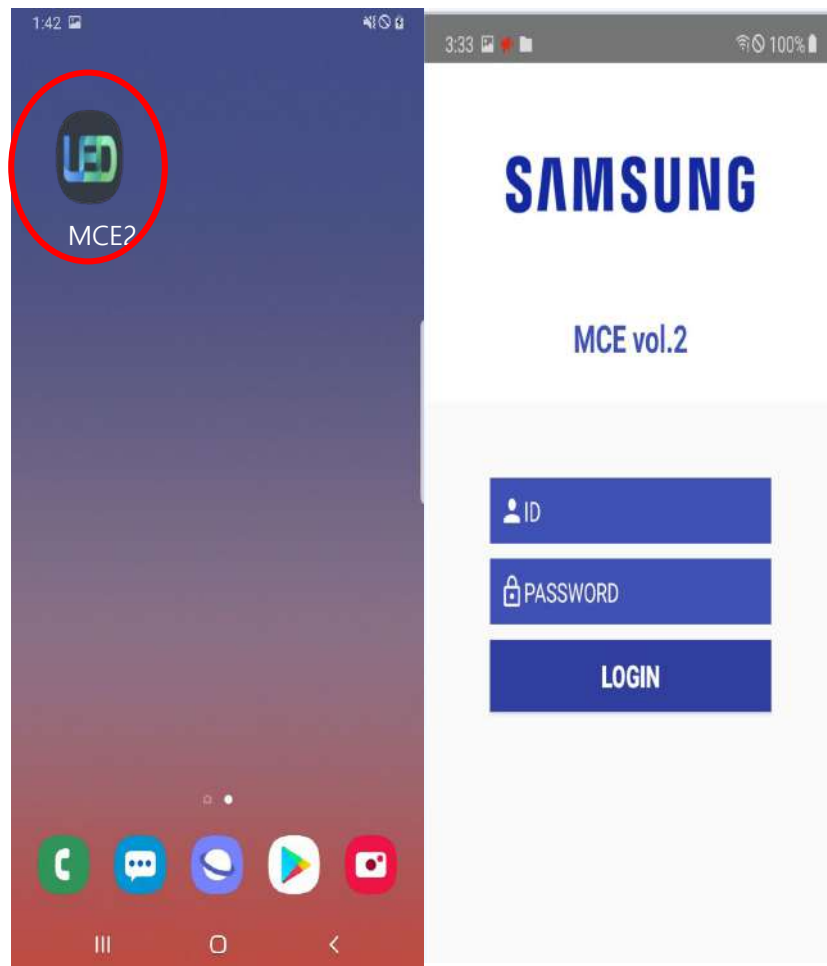 1:42
LED
MCE2
3:33
100%
SAMSUNG
MCE vol.2
ID
PASSWORD
LOGIN